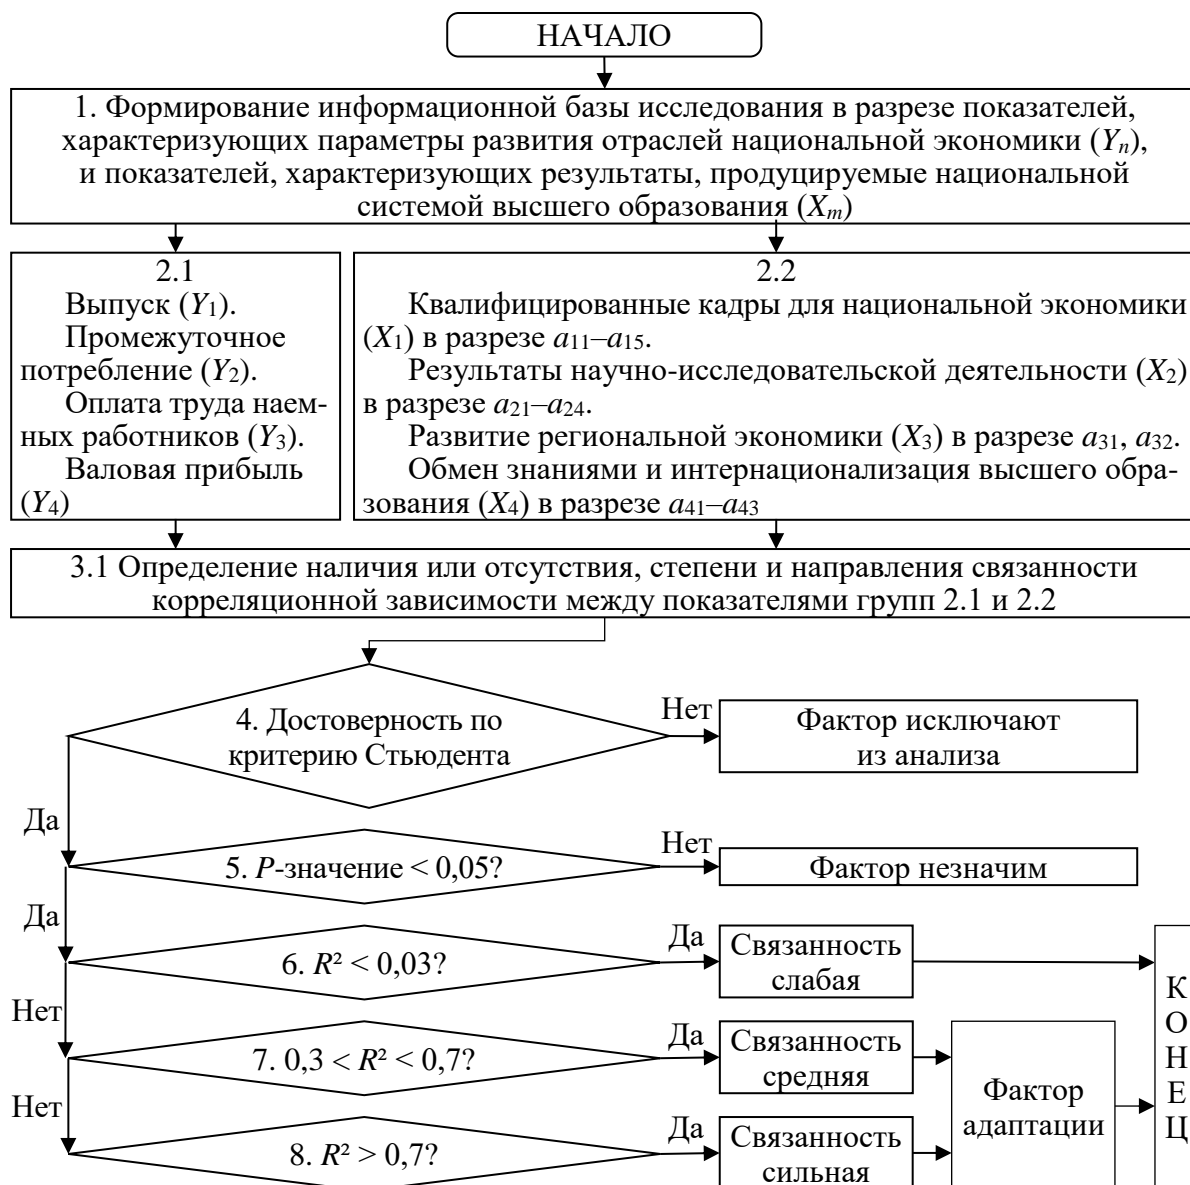 НАЧАЛО
1. Формирование информационной базы исследования в разрезе показателей,
характеризующих параметры развития отраслей национальной экономики (Yn),
и показателей, характеризующих результаты, продуцируемые национальной
системой высшего образования (Xm)
2.1
Выпуск (Y1).
Промежуточное
потребление (Y2).
Оплата труда наем-
ных работников (Y3).
Валовая прибыль
(Y4)
2.2
Квалифицированные кадры для национальной экономики
(X1) в разрезе a11–a15.
Результаты научно-исследовательской деятельности (X2)
в разрезе a21–a24.
Развитие региональной экономики (X3) в разрезе a31, a32.
Обмен знаниями и интернационализация высшего обра-
зования (X4) в разрезе a41–a43
3.1 Определение наличия или отсутствия, степени и направления связанности
корреляционной зависимости между показателями групп 2.1 и 2.2
4. Достоверность по
критерию Стьюдента
Нет
Фактор исключают
из анализа
Да
5. P-значение < 0,05?
Нет
Фактор незначим
Да
6. R² < 0,03?
Да
Связанность
слабая
Нет
7. 0,3 < R² < 0,7?
Да
Связанность
средняя
Нет
8. R² > 0,7?
Да
Связанность
сильная
Фактор
адаптации
КОНЕЦ